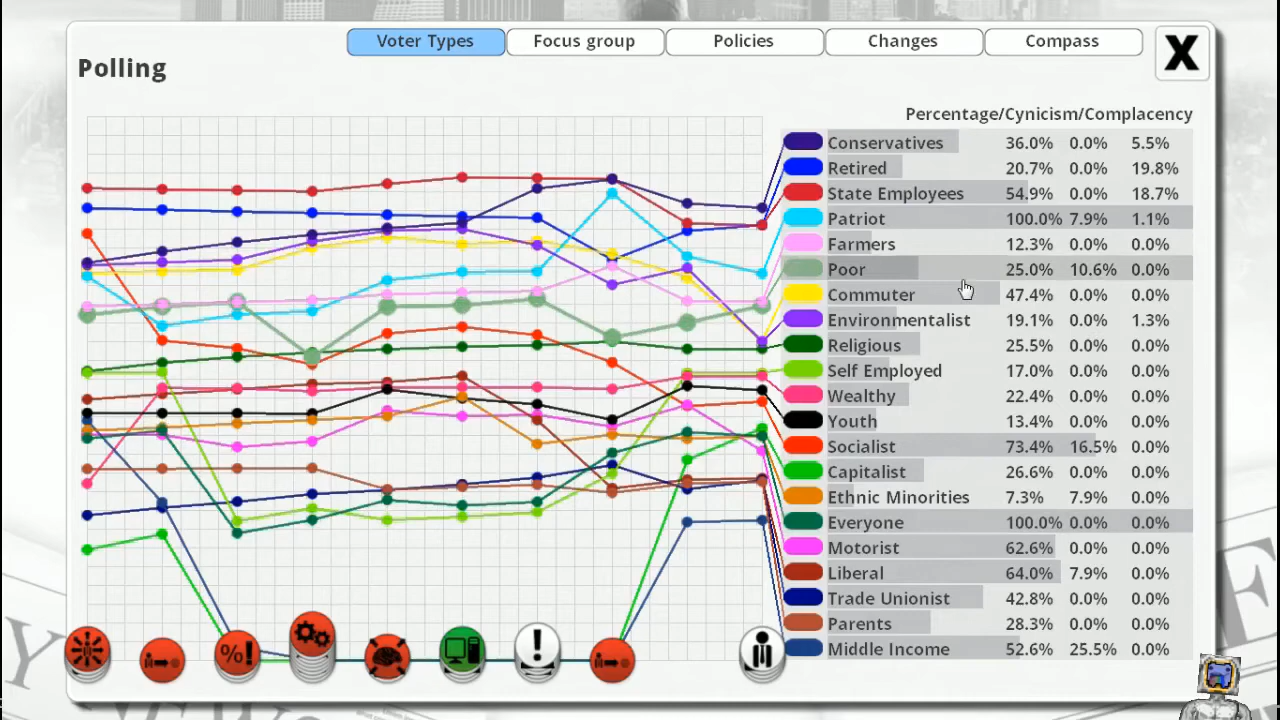 Voter Types Focus group Policies Changes Compass X
Polling
Percentage/Cynicism/Complacency
Conservatives 36.0% 0.0% 5.5%
Retired 20.7% 0.0% 19.8%
State Employees 54.9% 0.0% 18.7%
Patriot 100.0% 7.9% 1.1%
Farmers 12.3% 0.0% 0.0%
Poor 25.0% 10.6% 0.0%
Commuter 47.4% 0.0% 0.0%
Environmentalist 19.1% 0.0% 1.3%
Religious 25.5% 0.0% 0.0%
Self Employed 17.0% 0.0% 0.0%
Wealthy 22.4% 0.0% 0.0%
Youth 13.4% 0.0% 0.0%
Socialist 73.4% 16.5% 0.0%
Capitalist 26.6% 0.0% 0.0%
Ethnic Minorities 7.3% 7.9% 0.0%
Everyone 100.0% 0.0% 0.0%
Motorist 62.6% 0.0% 0.0%
Liberal 64.0% 7.9% 0.0%
Trade Unionist 42.8% 0.0% 0.0%
Parents 28.3% 0.0% 0.0%
Middle Income 52.6% 25.5% 0.0%
%! !